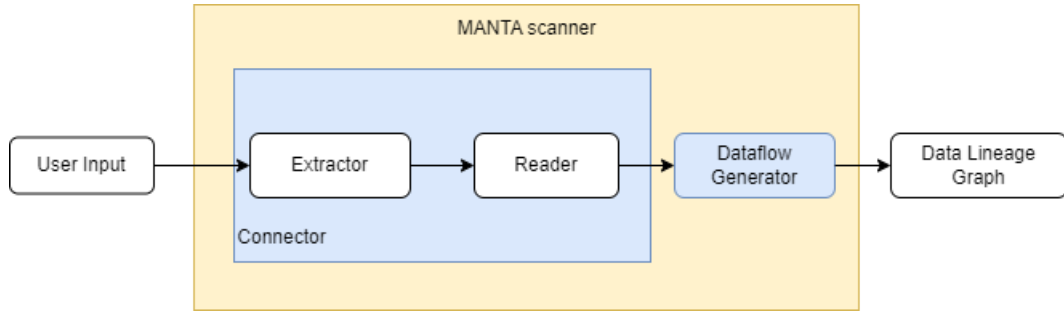 MANTA scanner
User Input
Extractor
Reader
Dataflow
Generator
Data Lineage
Graph
Connector